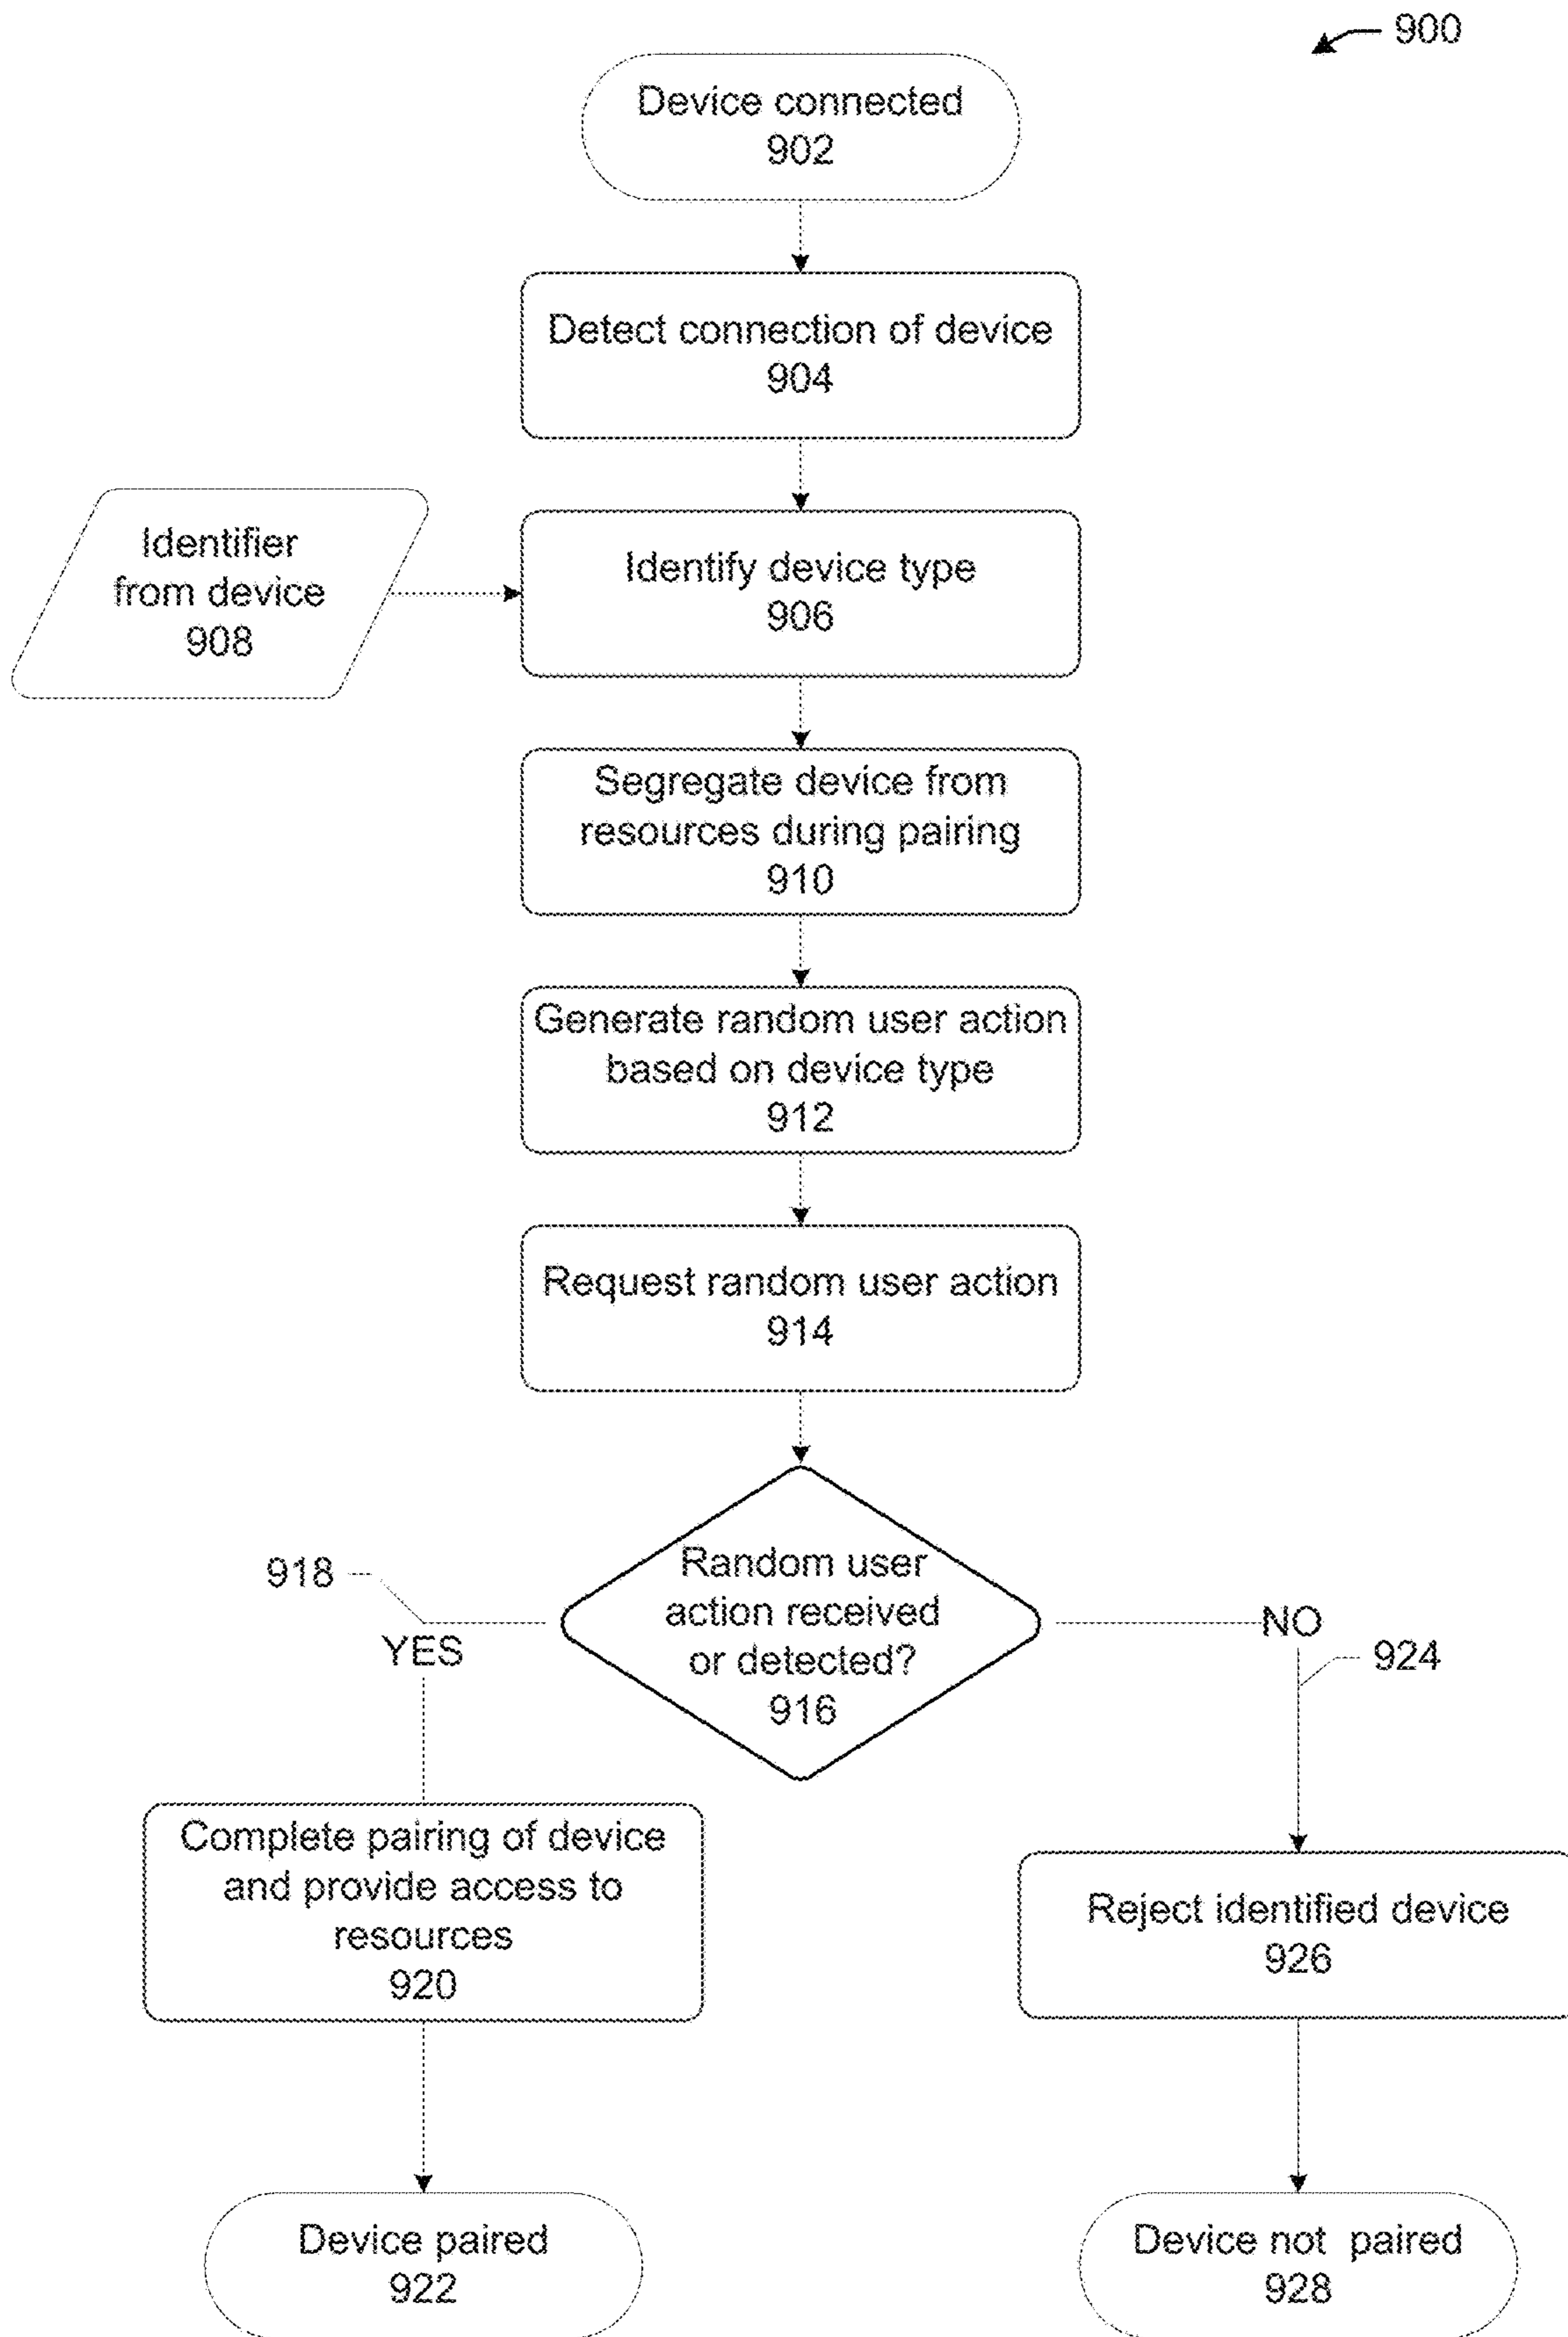 900
Device connected
902
Detect connection of device
904
Identifier
from device
908
Identify device type
906
Segregate device from
resources during pairing
910
Generate random user action
based on device type
912
Request random user action
914
Random user
action received
or detected?
916
918
YES
NO
924
Complete pairing of device
and provide access to
resources
920
Reject identified device
926
Device paired
922
Device not paired
928